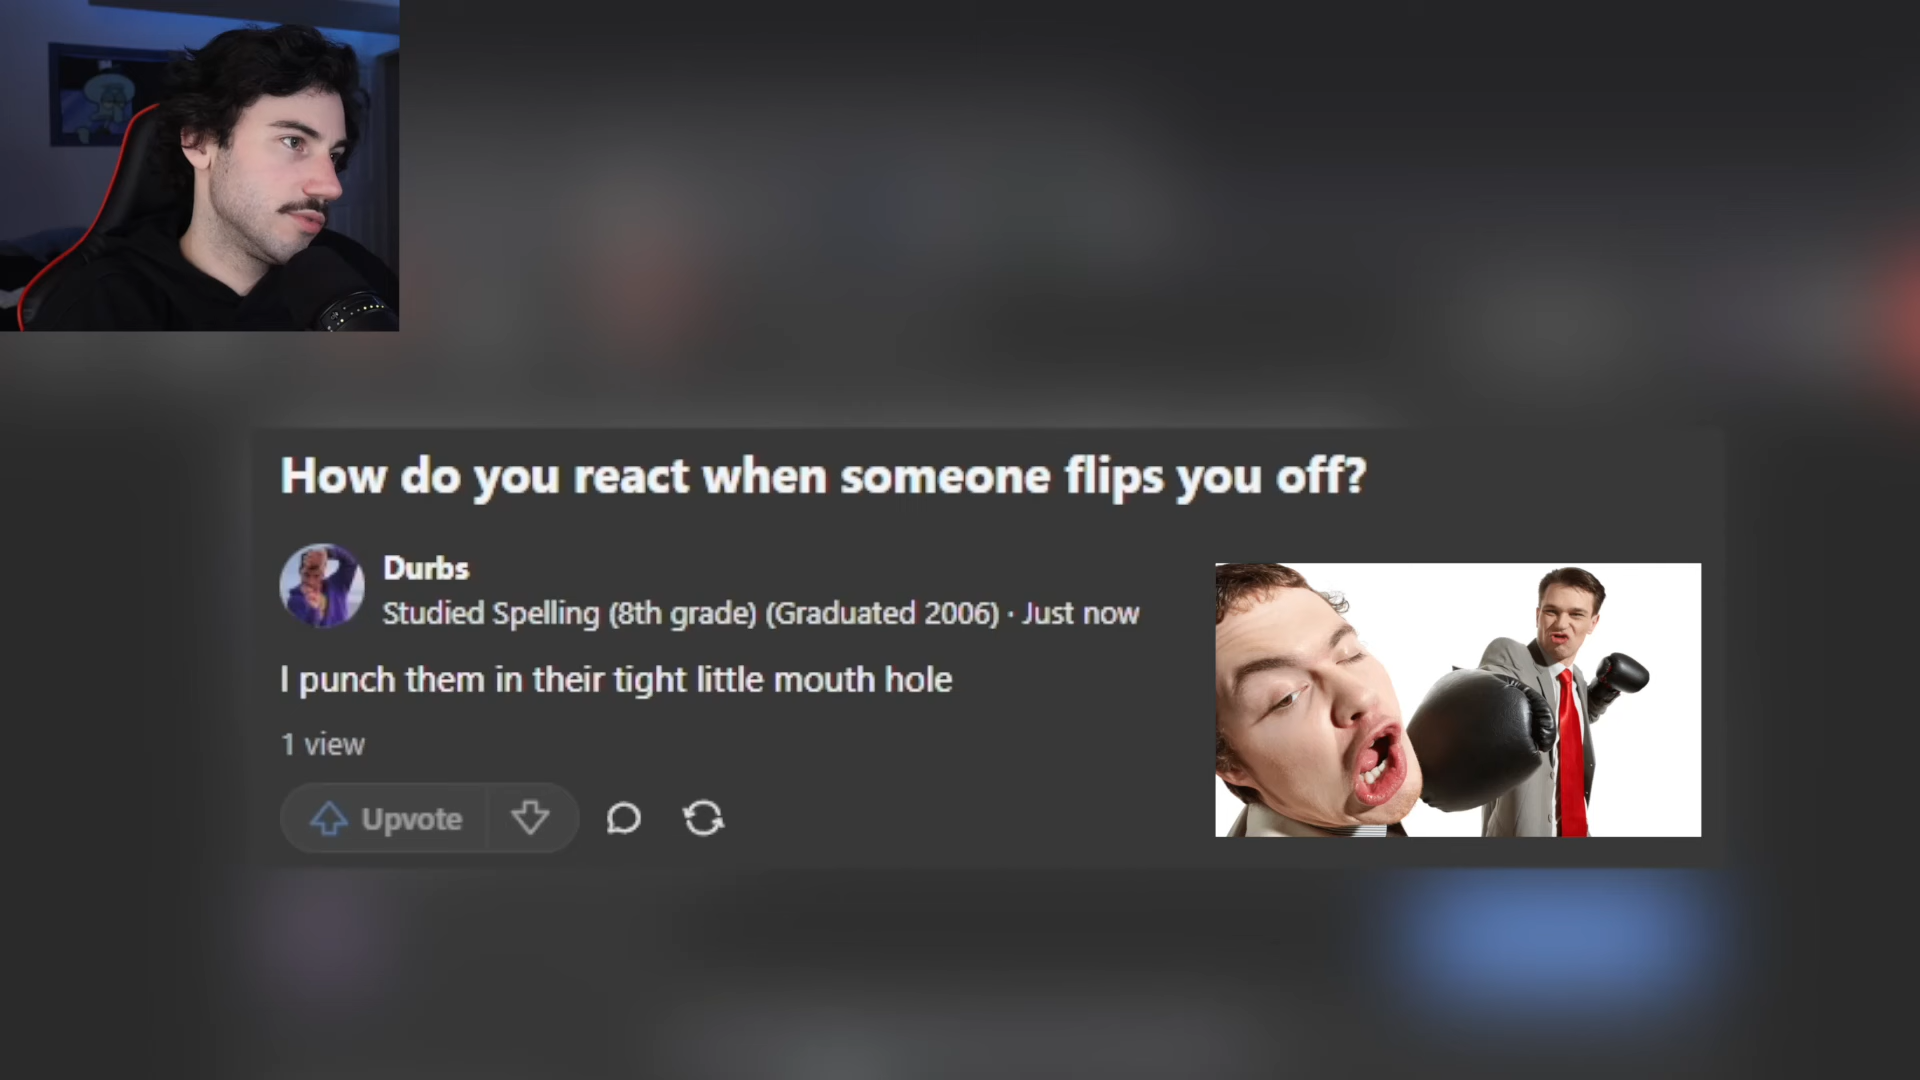 How do you react when someone flips you off?
Durbs
Studied Spelling (8th grade) (Graduated 2006) · Just now
I punch them in their tight little mouth hole
1 view
Upvote